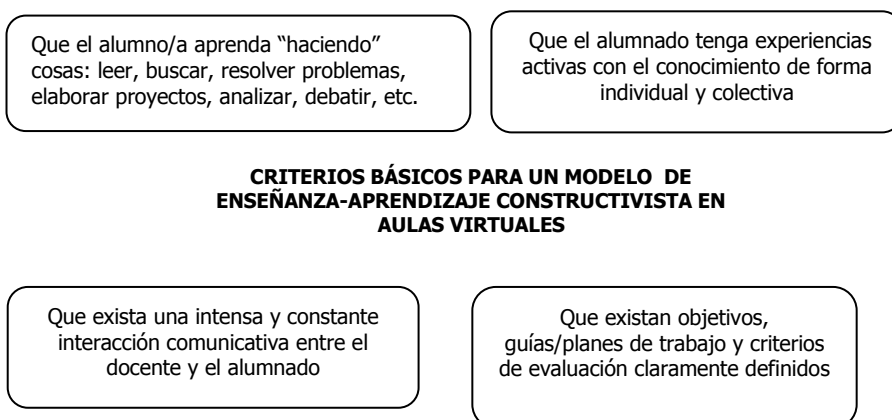 Que el alumno/a aprenda “haciendo”
cosas: leer, buscar, resolver problemas,
elaborar proyectos, analizar, debatir, etc.
Que el alumnado tenga experiencias
activas con el conocimiento de forma
individual y colectiva
CRITERIOS BÁSICOS PARA UN MODELO DE
ENSEÑANZA-APRENDIZAJE CONSTRUCTIVISTA EN
AULAS VIRTUALES
Que exista una intensa y constante
interacción comunicativa entre el
docente y el alumnado
Que existan objetivos,
guías/planes de trabajo y criterios
de evaluación claramente definidos